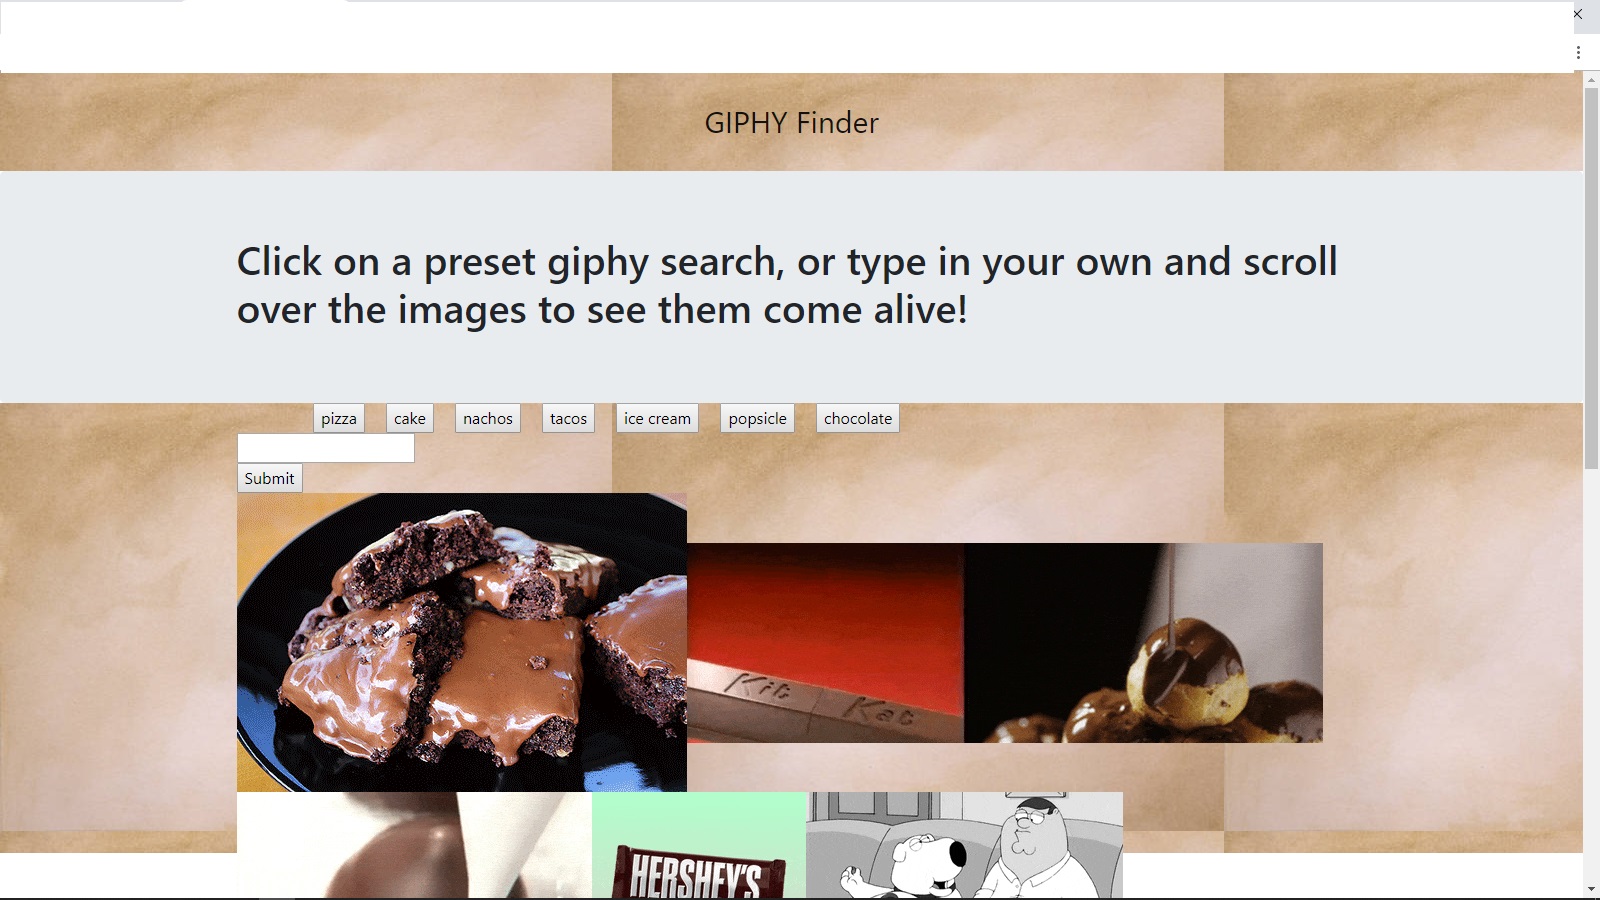 GIPHY Finder
Click on a preset giphy search, or type in your own and scroll
over the images to see them come alive!
pizza cake nachos tacos ice cream popsicle chocolate
Submit
Kit Kat
HERSHEY'S